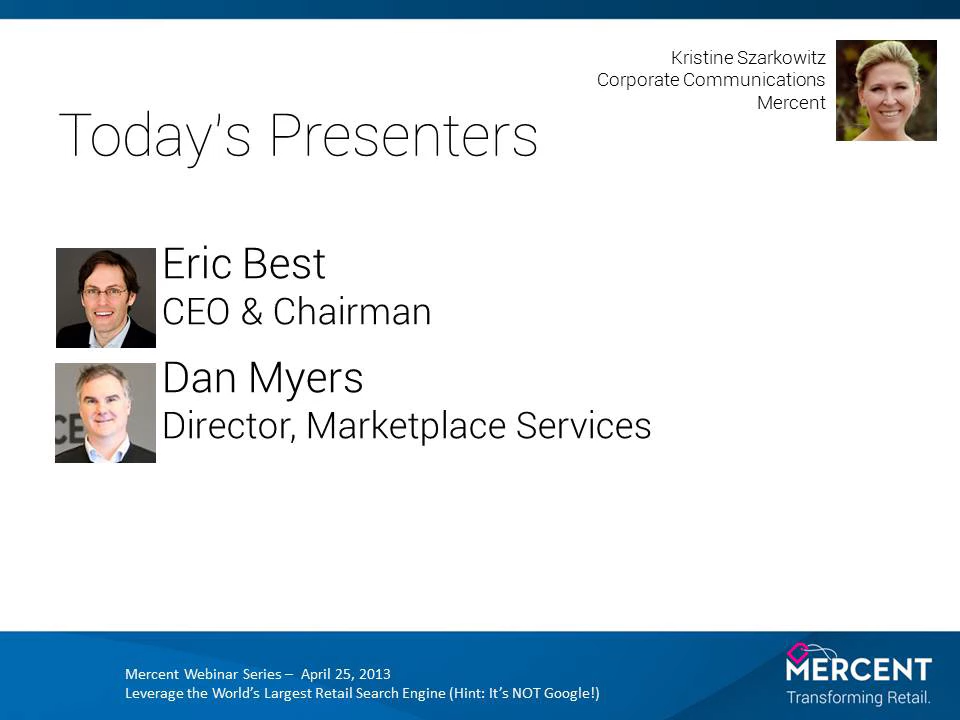 Kristine Szarkowitz
Corporate Communications
Mercent
Today's Presenters
Eric Best
CEO & Chairman
Dan Myers
Director, Marketplace Services
CE
Mercent Webinar Series – April 25, 2013
Leverage the World's Largest Retail Search Engine (Hint: It's NOT Google!)
MERCENT
Transforming Retail.